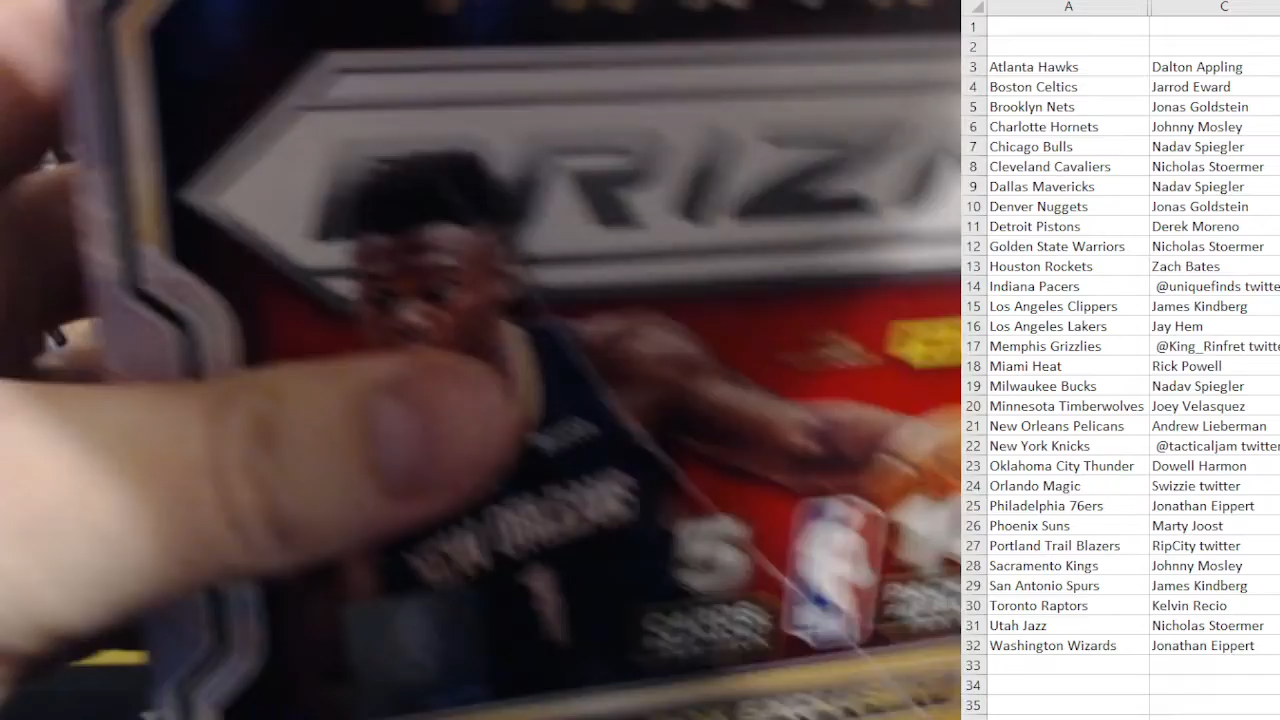 RIZ
NEW ORLEANS
1
A C
1
2
3 Atlanta Hawks Dalton Appling
4 Boston Celtics Jarrod Eward
5 Brooklyn Nets Jonas Goldstein
6 Charlotte Hornets Johnny Mosley
7 Chicago Bulls Nadav Spiegler
8 Cleveland Cavaliers Nicholas Stoermer
9 Dallas Mavericks Nadav Spiegler
10 Denver Nuggets Jonas Goldstein
11 Detroit Pistons Derek Moreno
12 Golden State Warriors Nicholas Stoermer
13 Houston Rockets Zach Bates
14 Indiana Pacers @uniquefinds twitte
15 Los Angeles Clippers James Kindberg
16 Los Angeles Lakers Jay Hem
17 Memphis Grizzlies @King_Rinfret twitt
18 Miami Heat Rick Powell
19 Milwaukee Bucks Nadav Spiegler
20 Minnesota Timberwolves Joey Velasquez
21 New Orleans Pelicans Andrew Lieberman
22 New York Knicks @tacticaljam twitter
23 Oklahoma City Thunder Dowell Harmon
24 Orlando Magic Swizzie twitter
25 Philadelphia 76ers Jonathan Eippert
26 Phoenix Suns Marty Joost
27 Portland Trail Blazers RipCity twitter
28 Sacramento Kings Johnny Mosley
29 San Antonio Spurs James Kindberg
30 Toronto Raptors Kelvin Recio
31 Utah Jazz Nicholas Stoermer
32 Washington Wizards Jonathan Eippert
33
34
35